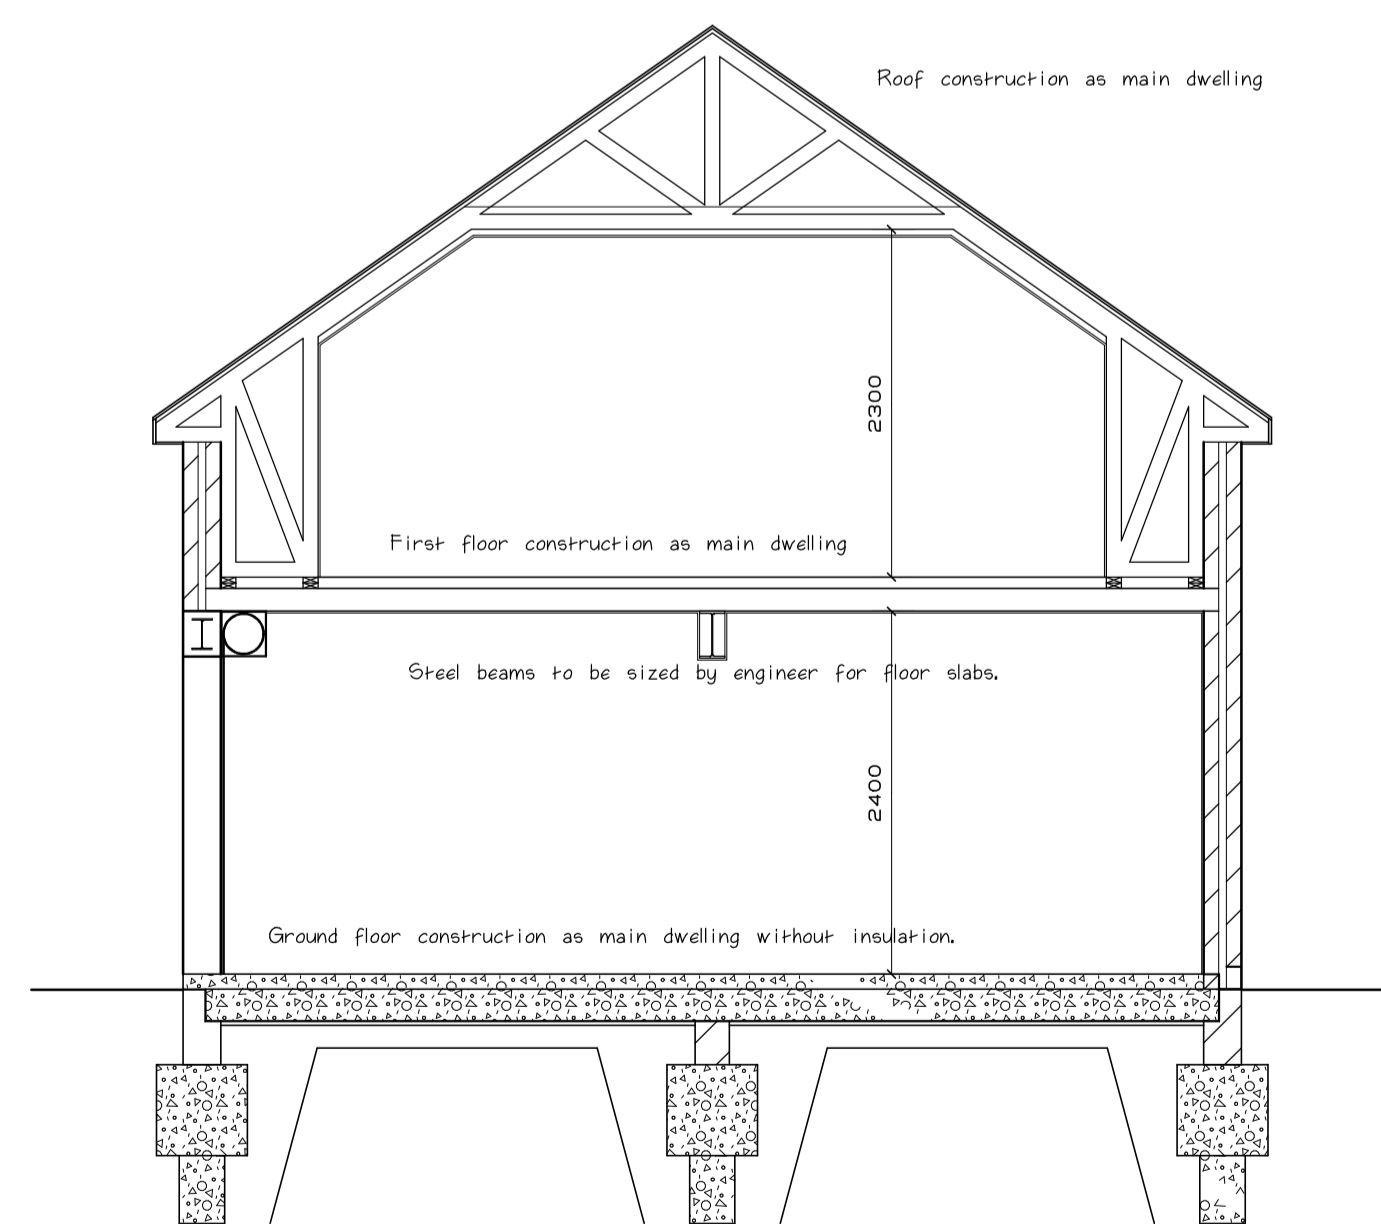 Roof construction as main dwelling
2300
First floor construction as main dwelling
Steel beams to be sized by engineer for floor slabs.
2400
Ground floor construction as main dwelling without insulation.